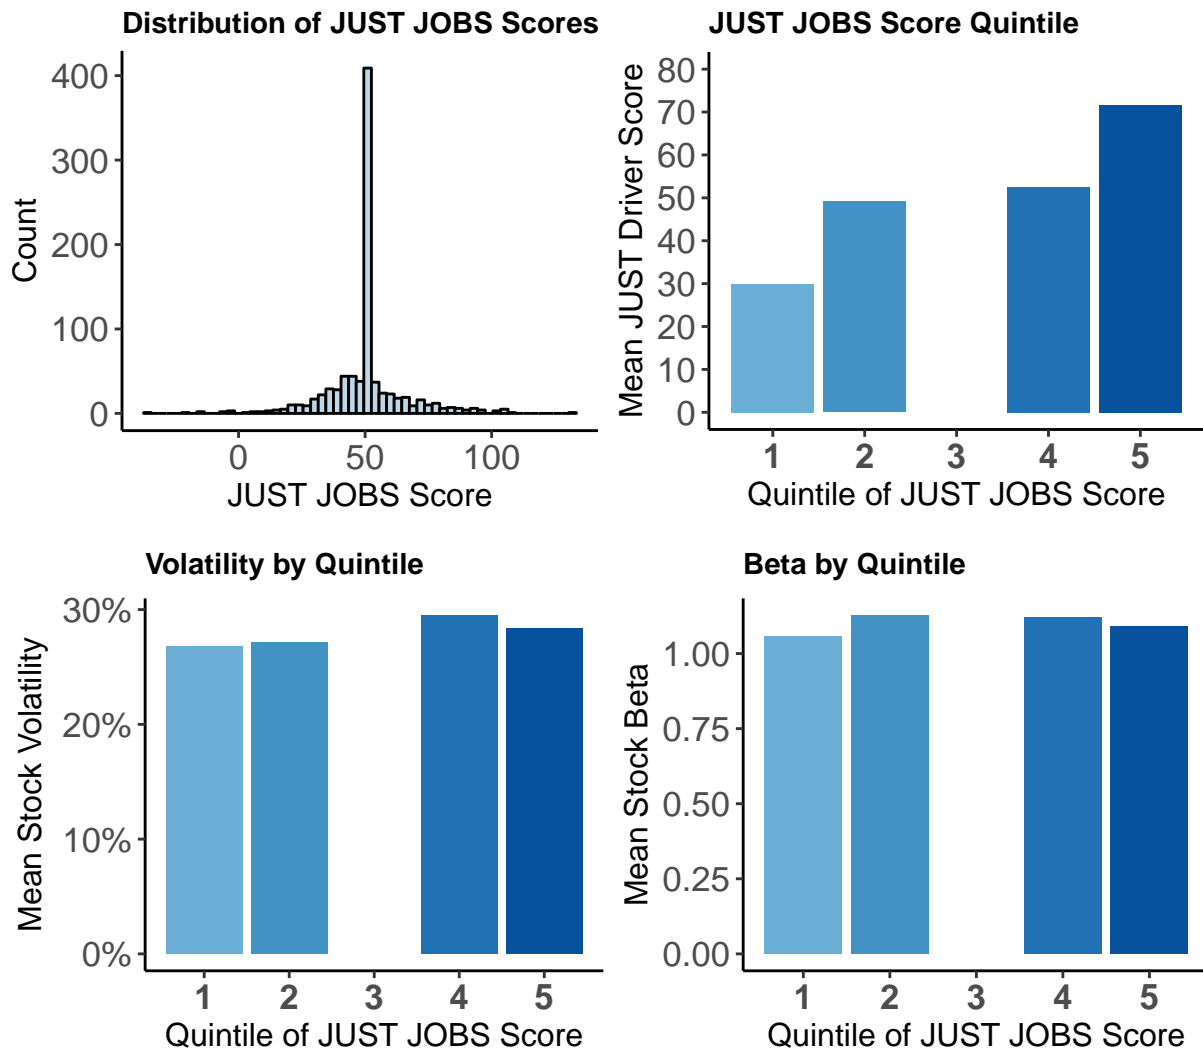 Distribution of JUST JOBS Scores
400
300
200
100
0
Count
0 50 100
JUST JOBS Score
JUST JOBS Score Quintile
80
70
60
50
40
30
20
10
0
Mean JUST Driver Score
1 2 3 4 5
Quintile of JUST JOBS Score
Volatility by Quintile
30%
20%
10%
0%
Mean Stock Volatility
1 2 3 4 5
Quintile of JUST JOBS Score
Beta by Quintile
1.00
0.75
0.50
0.25
0.00
Mean Stock Beta
1 2 3 4 5
Quintile of JUST JOBS Score